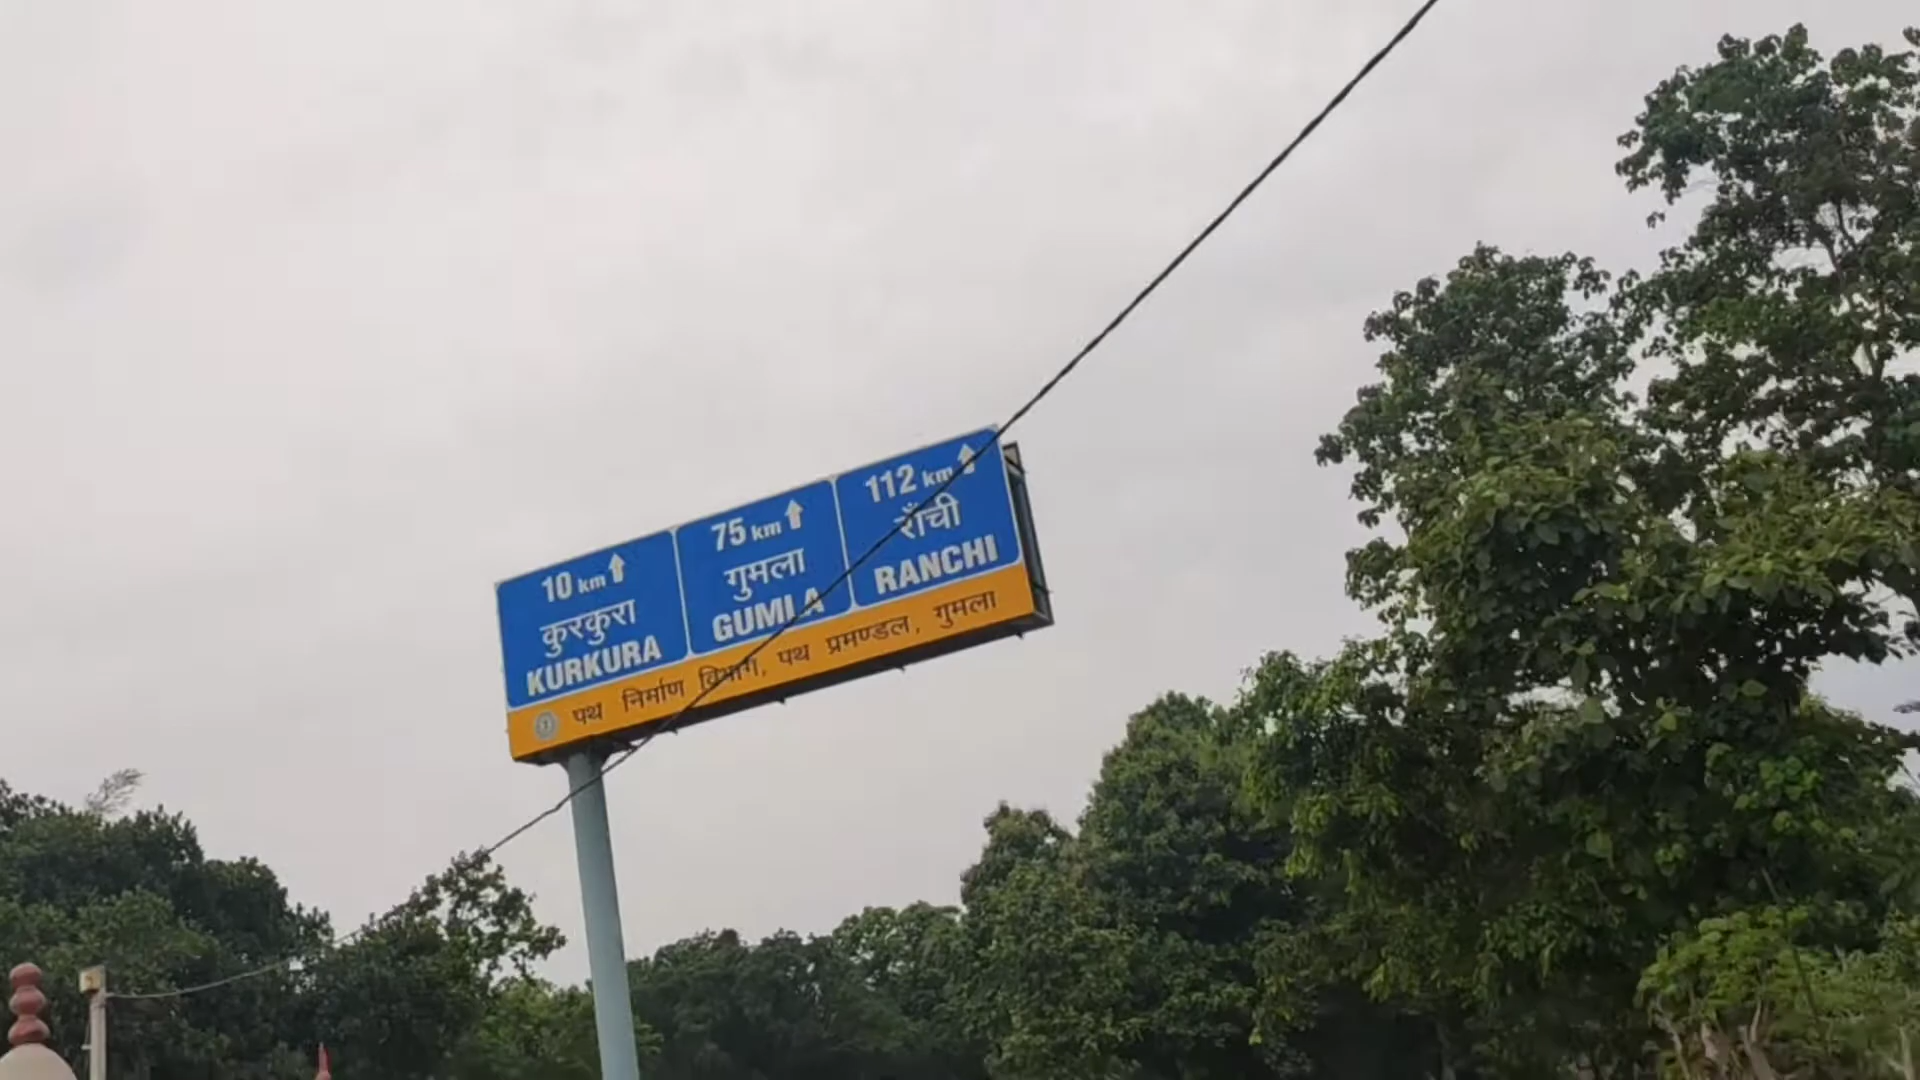 10 km ↑
कुरकुरा
KURKURA
75 km ↑
गुमला
GUMLA
112 km ↑
राँची
RANCHI
पथ निर्माण विभाग, पथ प्रमण्डल, गुमला